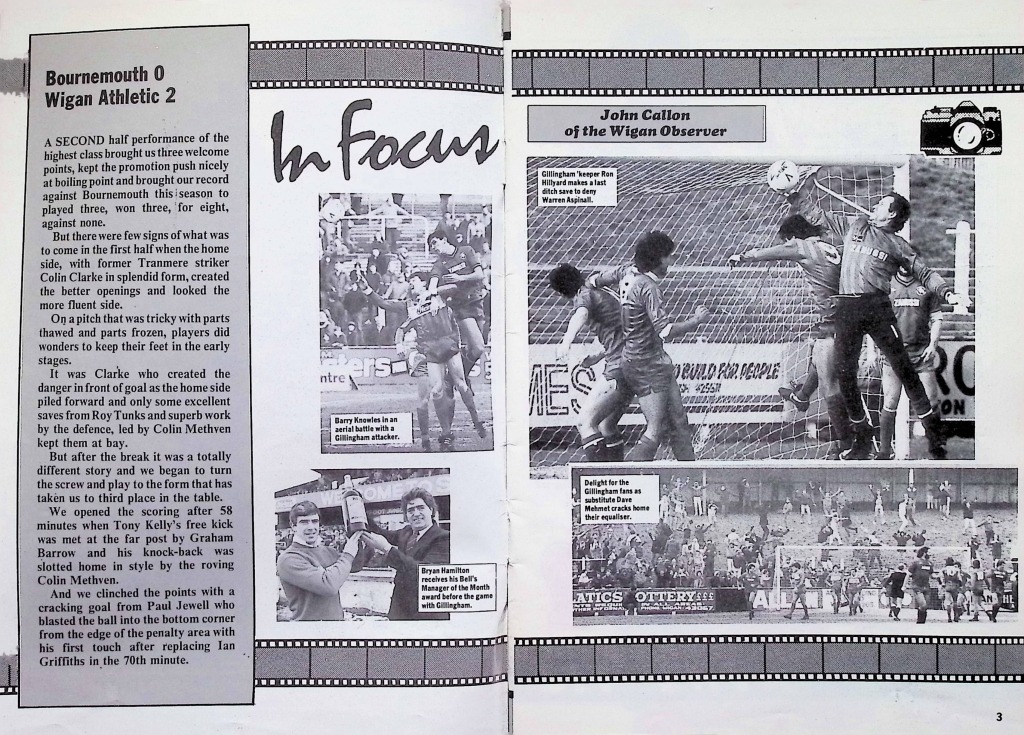 Bournemouth 0
Wigan Athletic 2
A SECOND half performance of the
highest class brought us three welcome
points, kept the promotion push nicely
at boiling point and brought our record
against Bournemouth this season to
played three, won three, for eight,
against none.
But there were few signs of what was
to come in the first half when the home
side, with former Tranmere striker
Colin Clarke in splendid form, created
the better openings and looked the
more fluent side.
On a pitch that was tricky with parts
thawed and parts frozen, players did
wonders to keep their feet in the early
stages.
It was Clarke who created the
danger in front of goal as the home side
piled forward and only some excellent
saves from Roy Tunks and superb work
by the defence, led by Colin Methven
kept them at bay.
But after the break it was a totally
different story and we began to turn
the screw and play to the form that has
taken us to third place in the table.
We opened the scoring after 58
minutes when Tony Kelly's free kick
was met at the far post by Graham
Barrow and his knock-back was
slotted home in style by the roving
Colin Methven.
And we clinched the points with a
cracking goal from Paul Jewell who
blasted the ball into the bottom corner
from the edge of the penalty area with
his first touch after replacing Ian
Griffiths in the 70th minute.
In Focus
Barry Knowles in an
aerial battle with a
Gillingham attacker.
Bryan Hamilton
receives his Bell's
Manager of the Month
award before the game
with Gillingham.
John Callon
of the Wigan Observer
Gillingham 'keeper Ron
Hillyard makes a last
ditch save to deny
Warren Aspinall.
BUILD FOR PEOPLE
Delight for the
Gillingham fans as
substitute Dave
Mehmet cracks home
their equaliser.
ATICS OTTERY£££
3